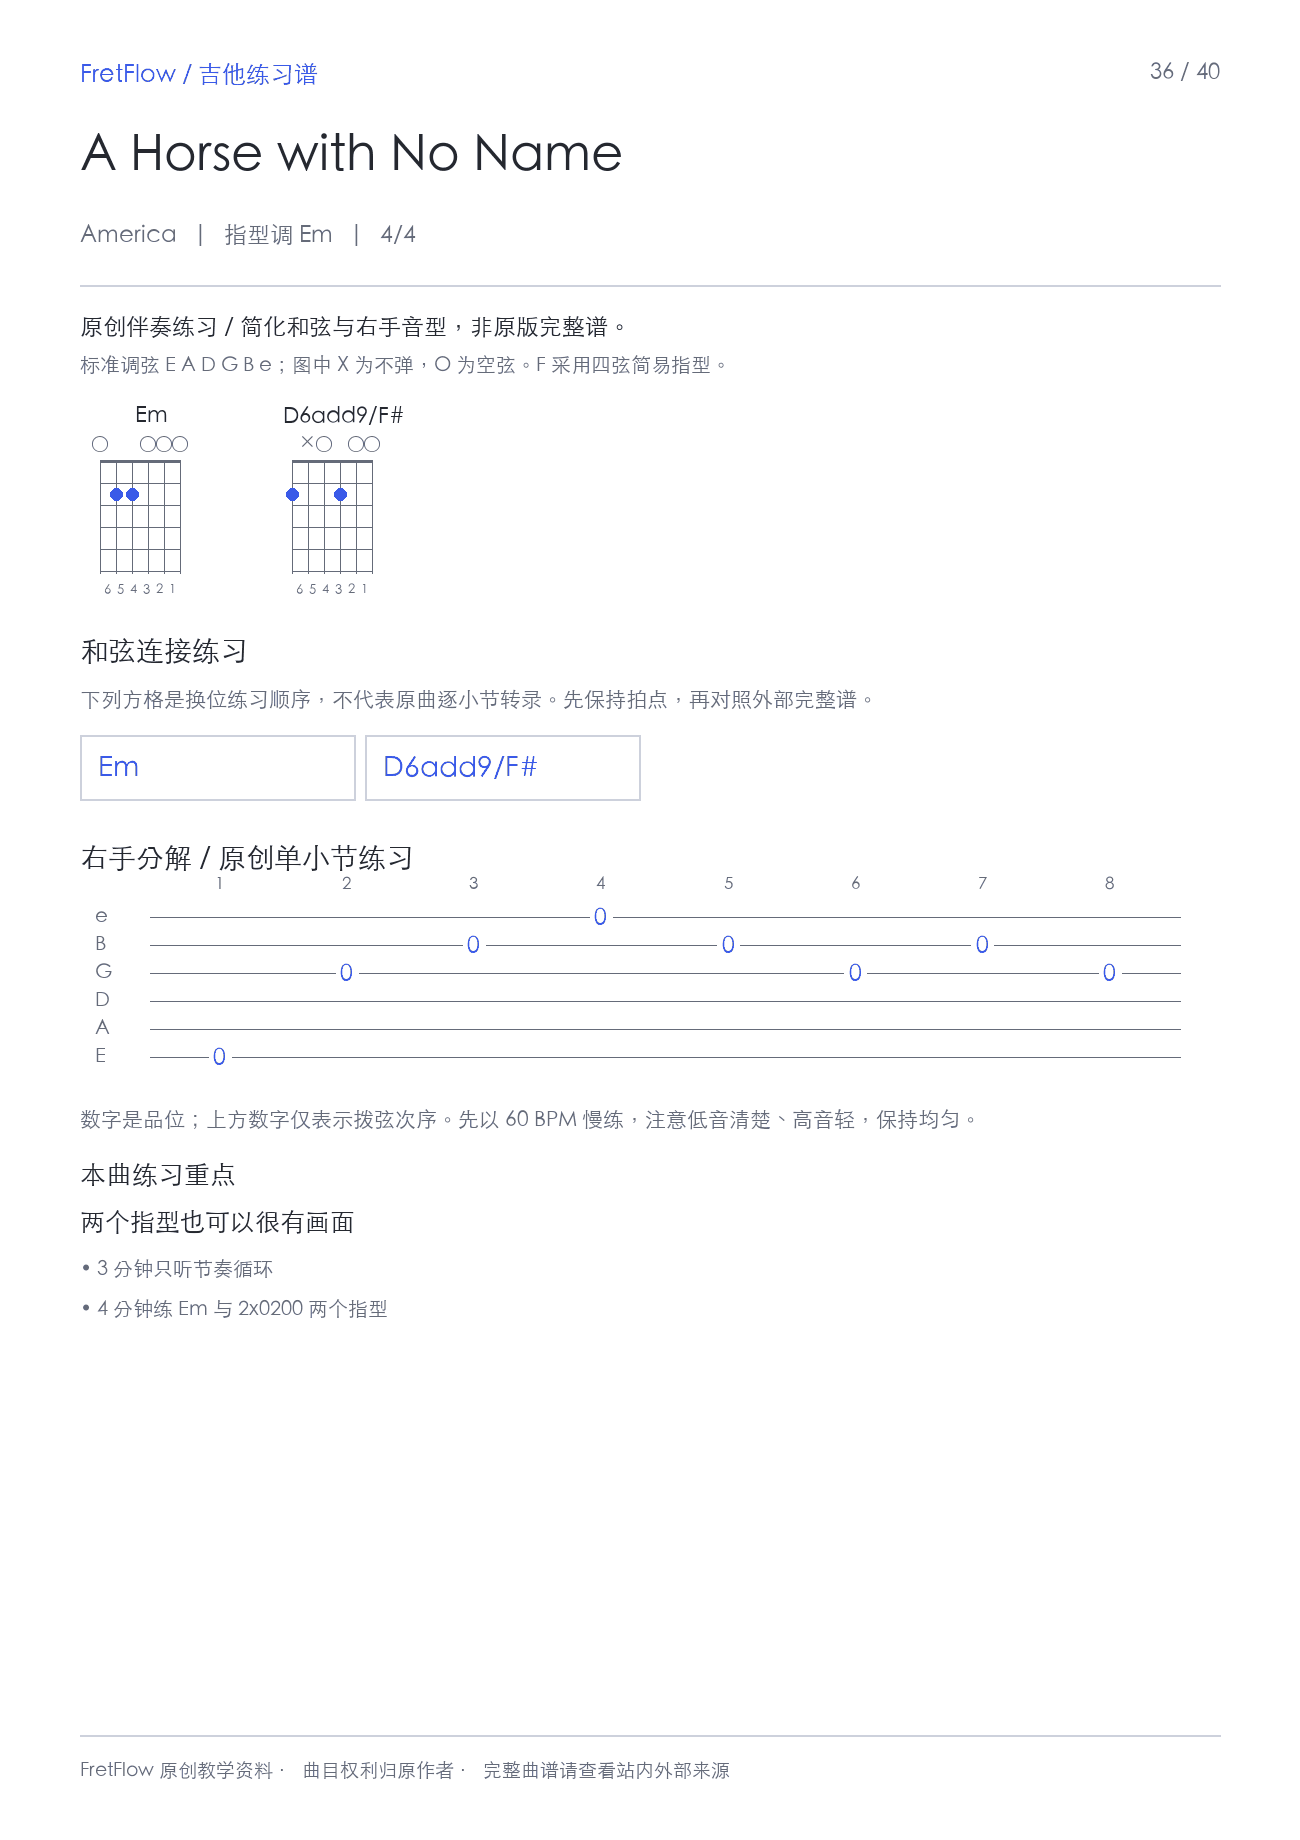 FretFlow / 吉他练习谱
36 / 40
A Horse with No Name
America | 指型调 Em | 4/4
原创伴奏练习 / 简化和弦与右手音型，非原版完整谱。
标准调弦 E A D G B e；图中 X 为不弹，O 为空弦。F 采用四弦简易指型。
Em
D6add9/F#
×
6 5 4 3 2 1
6 5 4 3 2 1
和弦连接练习
下列方格是换位练习顺序，不代表原曲逐小节转录。先保持拍点，再对照外部完整谱。
Em
D6add9/F#
右手分解 / 原创单小节练习
1 2 3 4 5 6 7 8
e 0
B 0 0 0
G 0 0 0
D
A
E 0
数字是品位；上方数字仅表示拨弦次序。先以 60 BPM 慢练，注意低音清楚、高音轻，保持均匀。
本曲练习重点
两个指型也可以很有画面
• 3 分钟只听节奏循环
• 4 分钟练 Em 与 2x0200 两个指型
FretFlow 原创教学资料 · 曲目权利归原作者 · 完整曲谱请查看站内外部来源